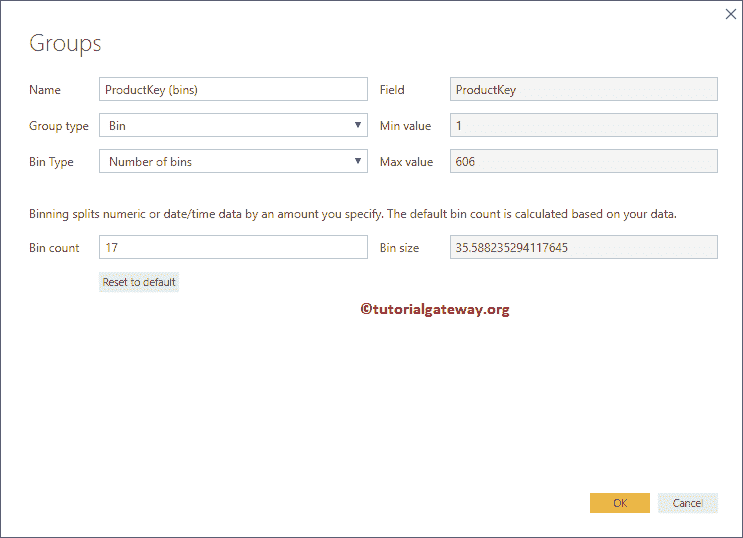 Groups
Name ProductKey (bins) Field ProductKey
Group type Bin Min value 1
Bin Type Number of bins Max value 606
Binning splits numeric or date/time data by an amount you specify. The default bin count is calculated based on your data.
Bin count 17 Bin size 35.588235294117645
Reset to default
©tutorialgateway.org
OK Cancel